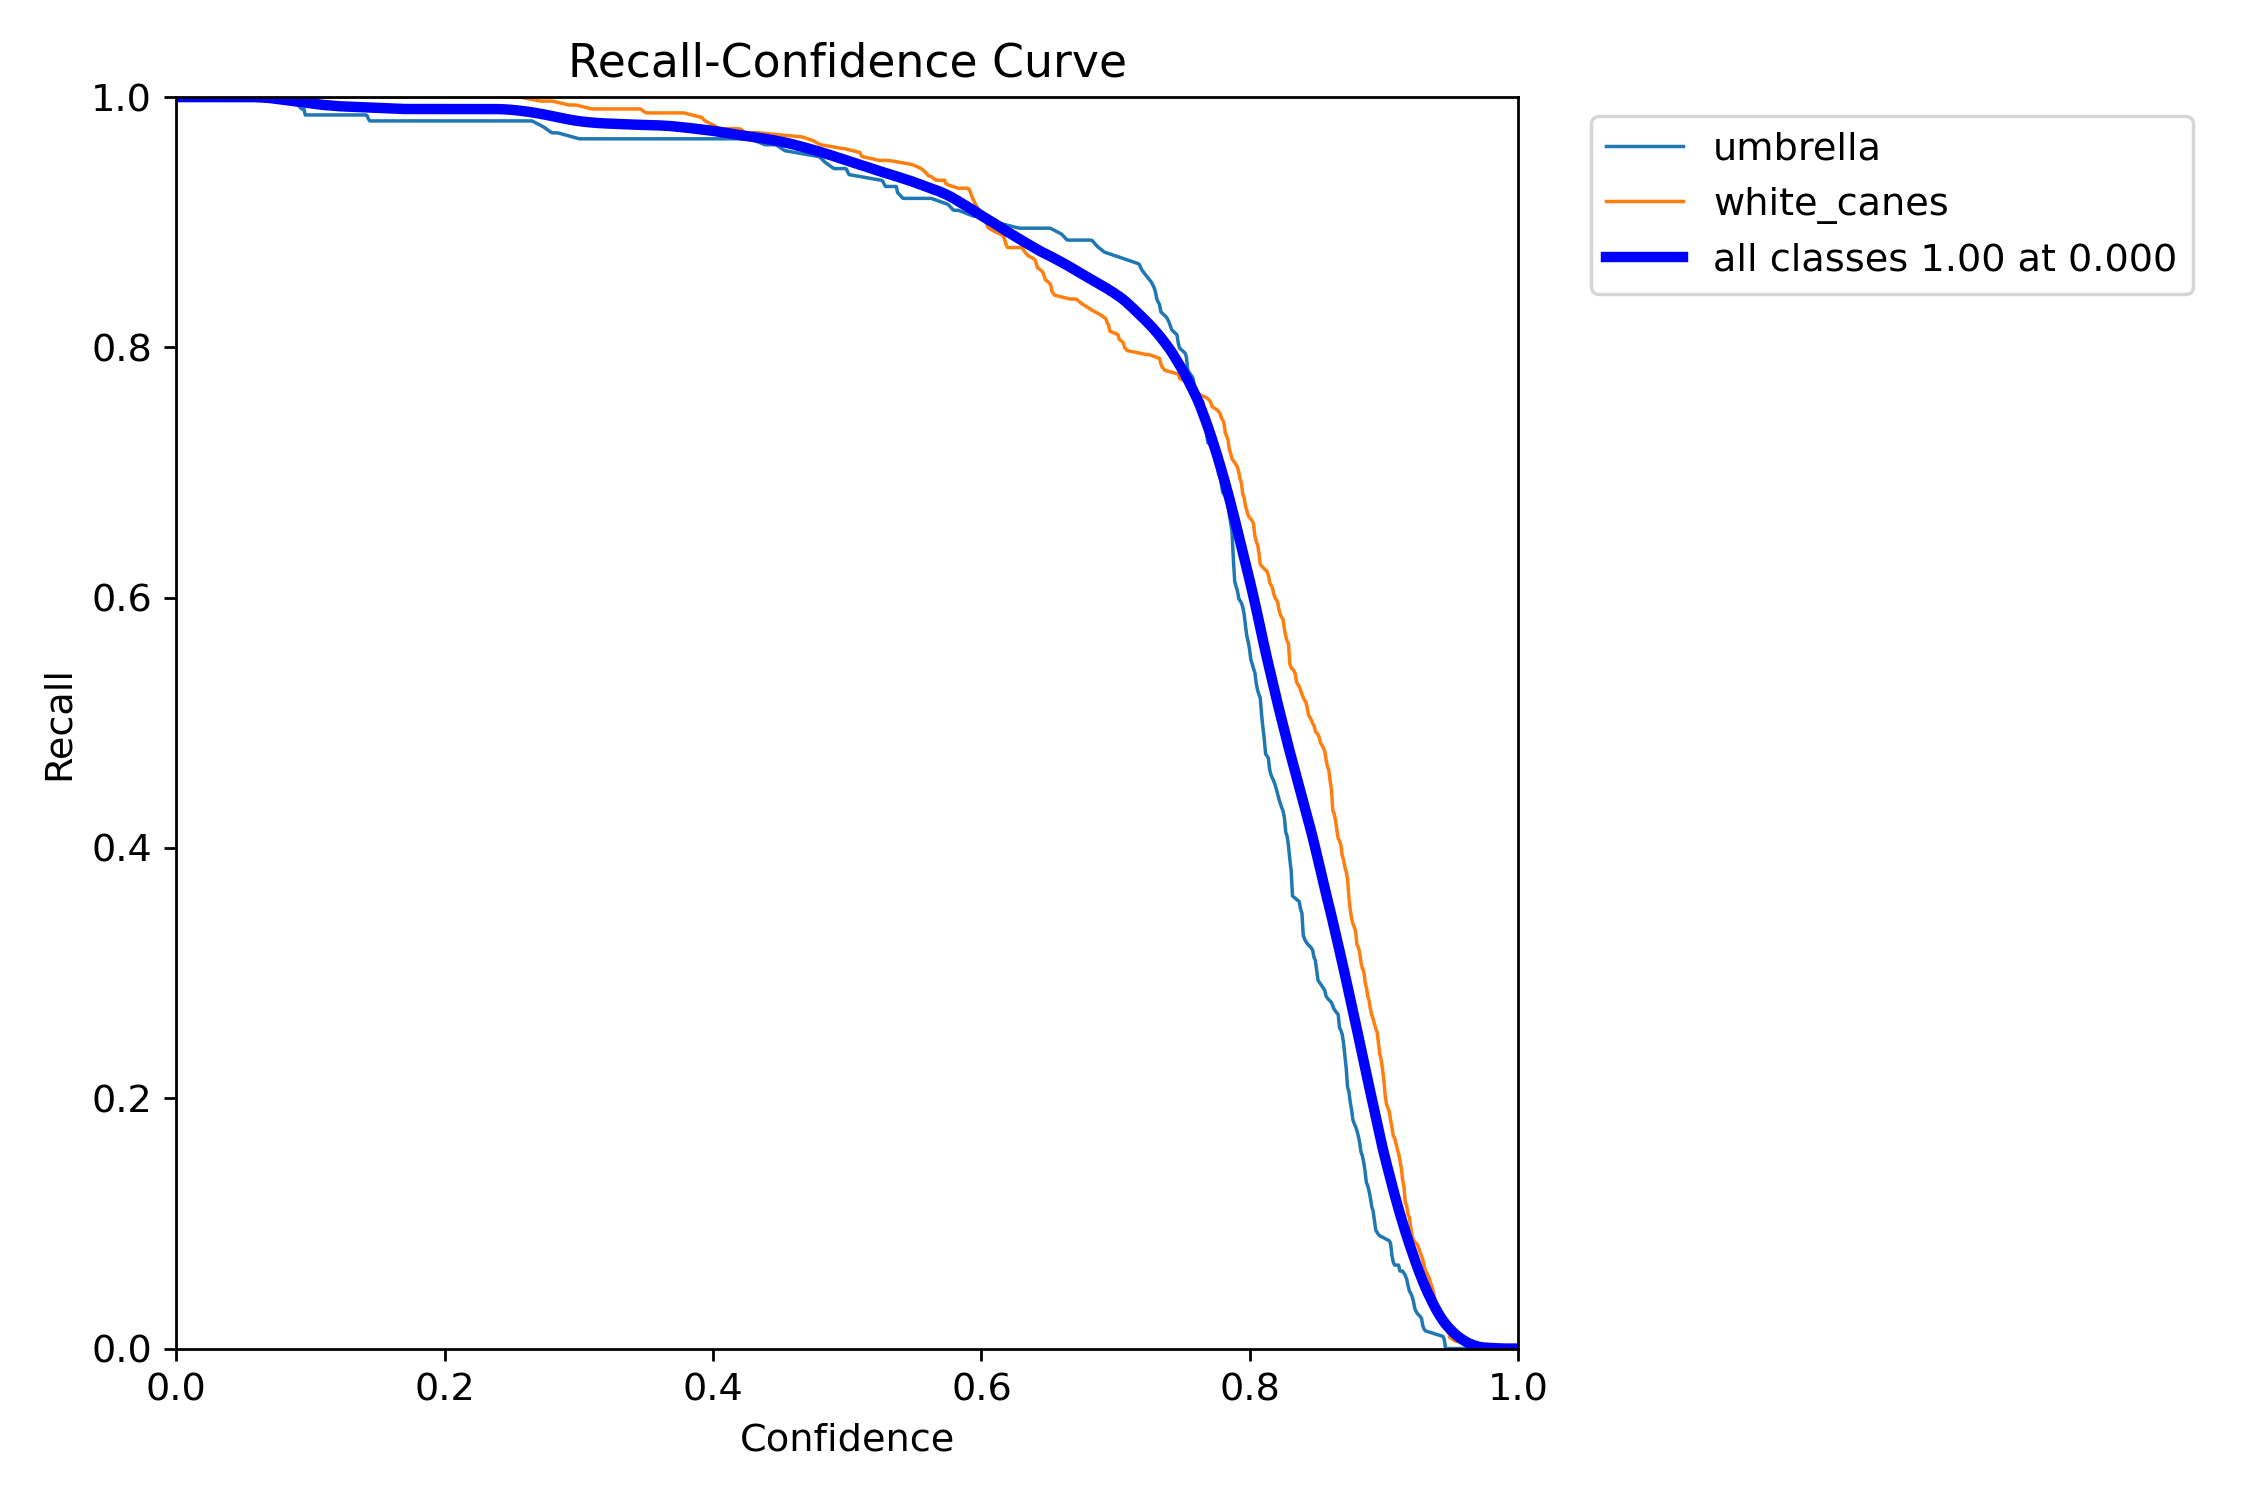 Recall-Confidence Curve
umbrella
white_canes
all classes 1.00 at 0.000
1.0
0.8
0.6
0.4
0.2
0.0
Recall
0.0 0.2 0.4 0.6 0.8 1.0
Confidence